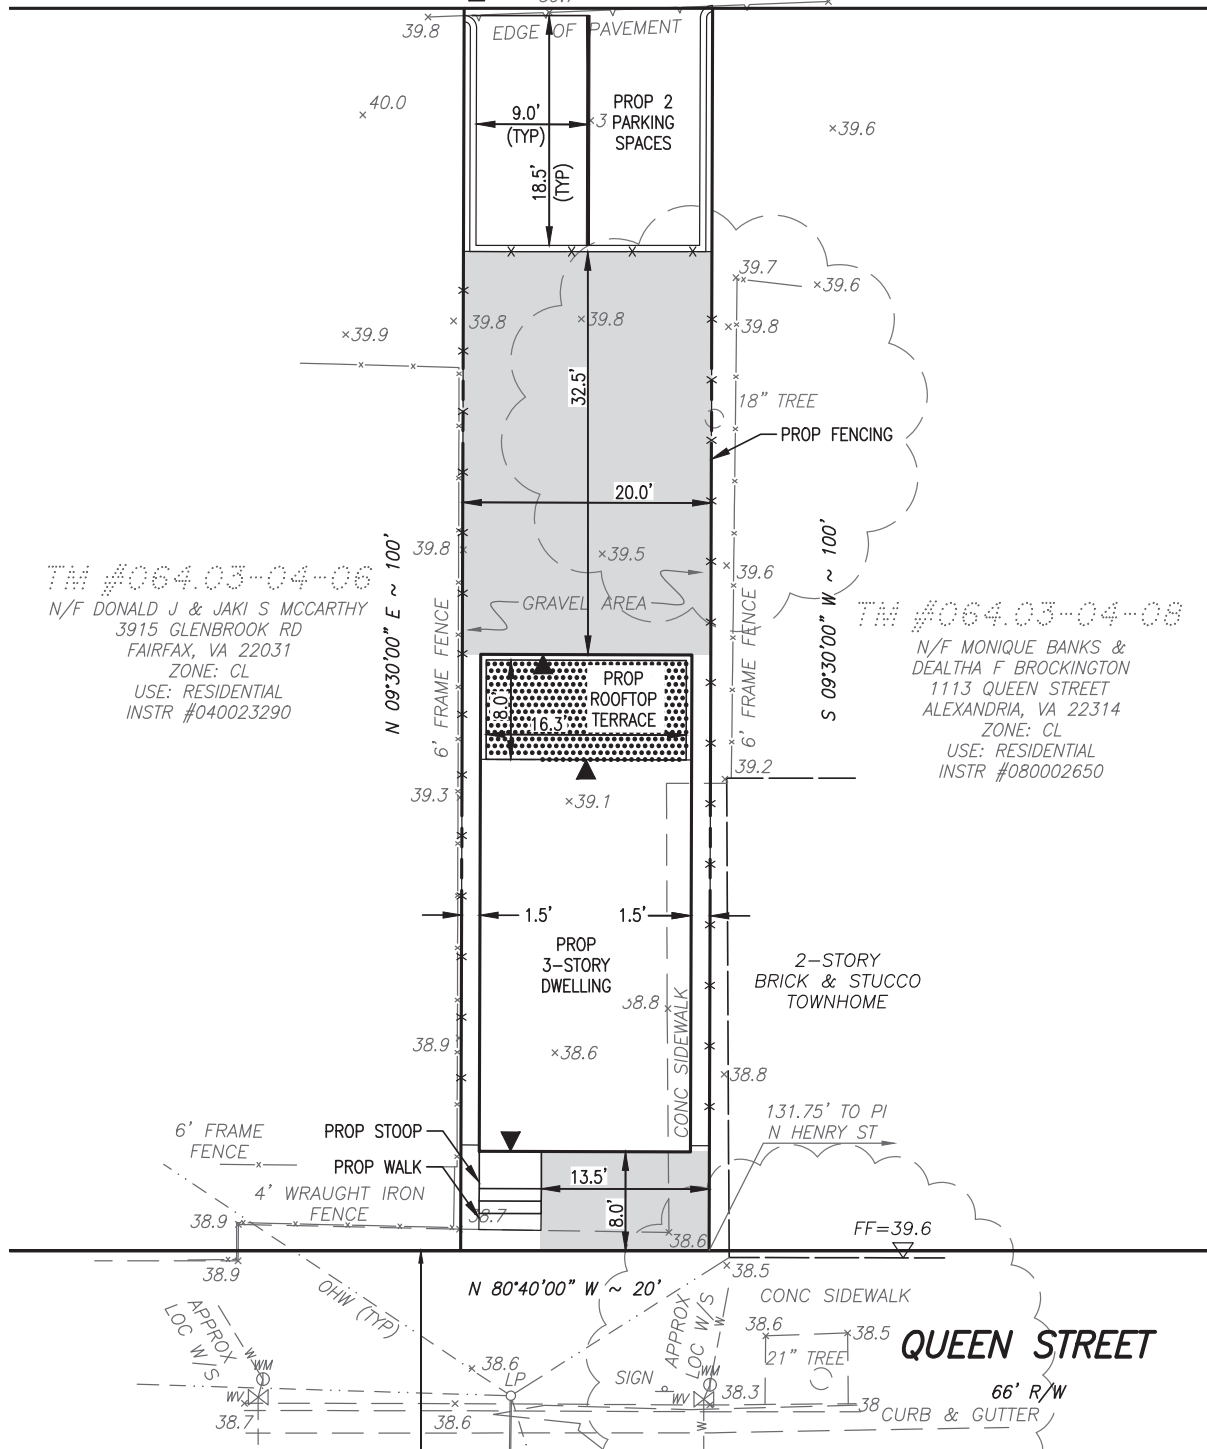 39.8
EDGE OF PAVEMENT
40.0
9.0'
(TYP)
18.5'
(TYP)
3
PROP 2
PARKING
SPACES
39.6
39.7
39.6
39.8
39.8
39.8
39.9
32.5'
18" TREE
PROP FENCING
20.0'
N 09°30'00" E ~ 100'
S 09°30'00" W ~ 100'
39.8
39.5
39.6
GRAVEL AREA
6' FRAME FENCE
6' FRAME FENCE
TM #064.03-04-06
N/F DONALD J & JAKI S MCCARTHY
3915 GLENBROOK RD
FAIRFAX, VA 22031
ZONE: CL
USE: RESIDENTIAL
INSTR #040023290
TM #064.03-04-08
N/F MONIQUE BANKS &
DEALTHA F BROCKINGTON
1113 QUEEN STREET
ALEXANDRIA, VA 22314
ZONE: CL
USE: RESIDENTIAL
INSTR #080002650
8.0'
16.3'
PROP
ROOFTOP
TERRACE
39.2
39.3
39.1
1.5'
1.5'
PROP
3-STORY
DWELLING
2-STORY
BRICK & STUCCO
TOWNHOME
38.8
CONC SIDEWALK
38.9
38.6
38.8
131.75' TO PI
N HENRY ST
6' FRAME
FENCE
PROP STOOP
PROP WALK
4' WRAUGHT IRON
FENCE
13.5'
8.0'
38.9
38.7
38.6
FF=39.6
38.9
38.5
N 80°40'00" W ~ 20'
OHW (TYP)
APPROX
LOC W/S
APPROX
LOC W/S
W
W
CONC SIDEWALK
38.6
38.5
QUEEN STREET
21" TREE
66' R/W
38.6
LP
SIGN
WM
WV
WM
WV
38.3
38
38.7
38.6
W
CURB & GUTTER